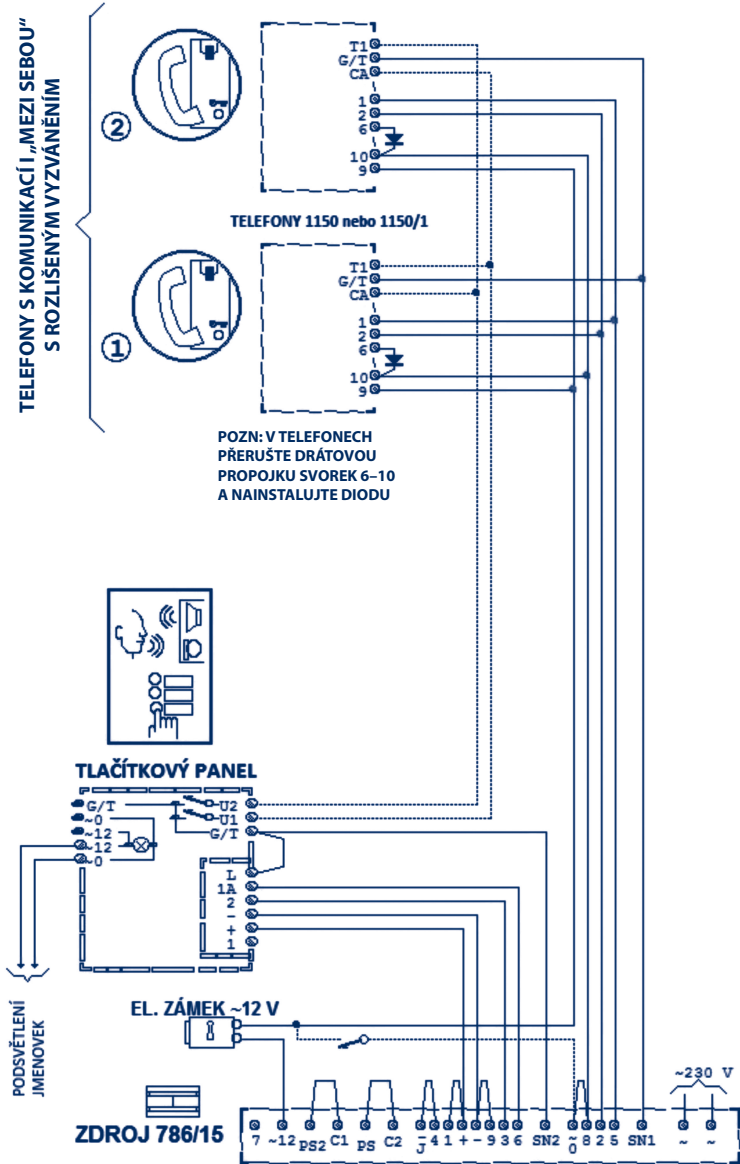 TELEFONY S KOMUNIKACÍ I „MEZI SEBOU“
S ROZLIŠENÝM VYZVÁNĚNÍM
2
T1
G/T
CA
1
2
6
10
9
TELEFONY 1150 nebo 1150/1
1
T1
G/T
CA
1
2
6
10
9
POZN: V TELEFONECH
PŘERUŠTE DRÁTOVOU
PROPOJKU SVOREK 6–10
A NAINSTALUJTE DIODU
TLAČÍTKOVÝ PANEL
G/T
~0
~12
~12
~0
U2
U1
G/T
L
1A
2
-
+
1
PODSVĚTLENÍ
JMENOVEK
EL. ZÁMEK ~12 V
~230 V
ZDROJ 786/15
7 ~12 PS2 C1 PS C2 J̄ 4 1 + - 9 3 6 SN2 ~0 8 2 5 SN1 ~ ~